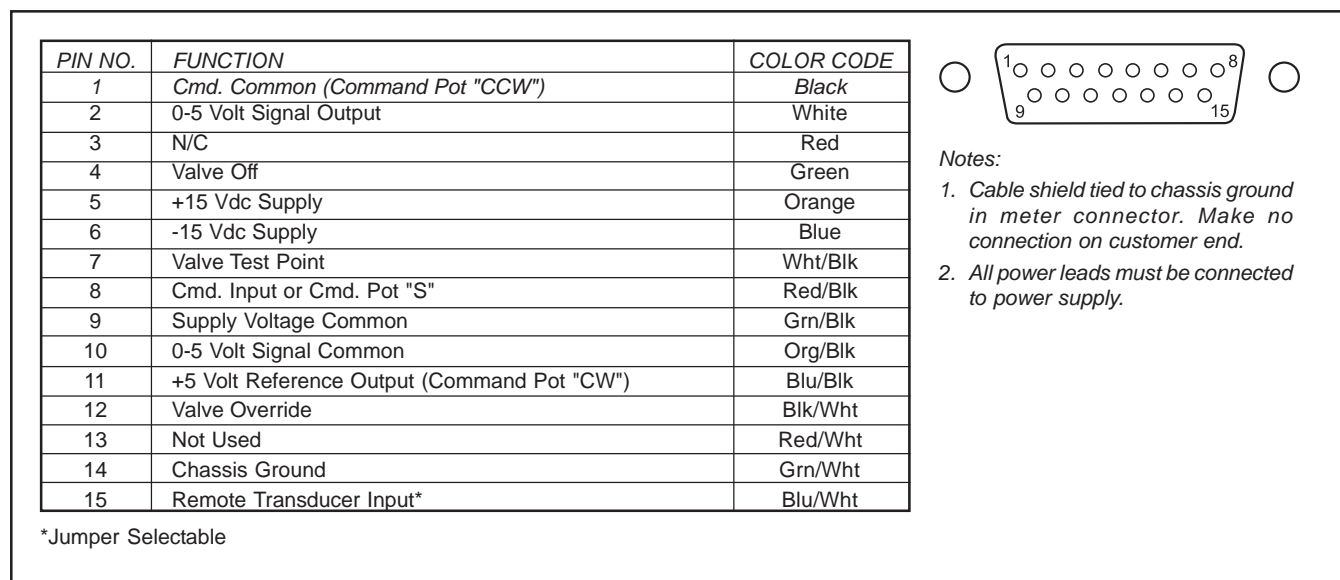 PIN NO. FUNCTION COLOR CODE
1 Cmd. Common (Command Pot "CCW") Black
2 0-5 Volt Signal Output White
3 N/C Red
4 Valve Off Green
5 +15 Vdc Supply Orange
6 -15 Vdc Supply Blue
7 Valve Test Point Wht/Blk
8 Cmd. Input or Cmd. Pot "S" Red/Blk
9 Supply Voltage Common Grn/Blk
10 0-5 Volt Signal Common Org/Blk
11 +5 Volt Reference Output (Command Pot "CW") Blu/Blk
12 Valve Override Blk/Wht
13 Not Used Red/Wht
14 Chassis Ground Grn/Wht
15 Remote Transducer Input* Blu/Wht
*Jumper Selectable
1 8
9 15
Notes:
1. Cable shield tied to chassis ground
in meter connector. Make no
connection on customer end.
2. All power leads must be connected
to power supply.